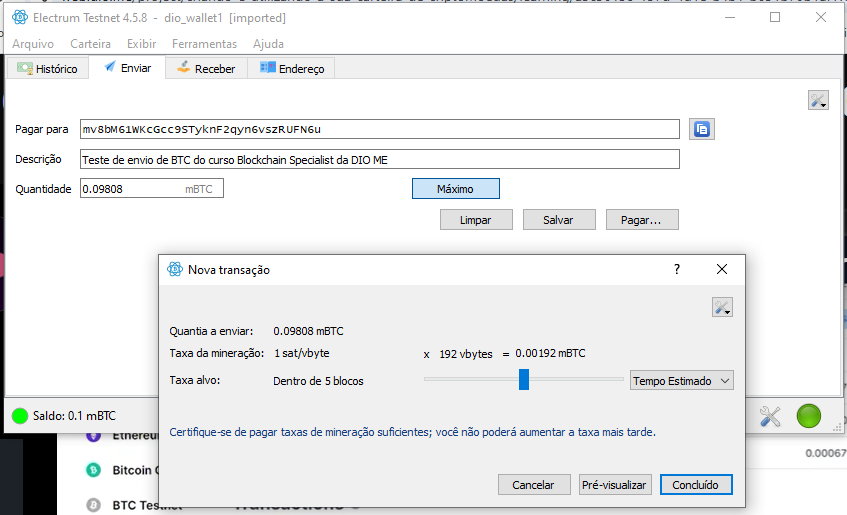 Electrum Testnet 4.5.8 - dio_wallet1 [imported]
Arquivo Carteira Exibir Ferramentas Ajuda
Histórico Enviar Receber Endereço
Pagar para mv8bM61WKcGcc9STyknF2qyn6vszRUFN6u
Descrição Teste de envio de BTC do curso Blockchain Specialist da DIO ME
Quantidade 0.09808 mBTC Máximo
Limpar Salvar Pagar...
Nova transação ?
Quantia a enviar: 0.09808 mBTC
Taxa da mineração: 1 sat/vbyte x 192 vbytes = 0.00192 mBTC
Taxa alvo: Dentro de 5 blocos Tempo Estimado
Saldo: 0.1 mBTC
Certifique-se de pagar taxas de mineração suficientes; você não poderá aumentar a taxa mais tarde.
0.00067
Bitcoin
Cancelar Pré-visualizar Concluído
BTC Testnet